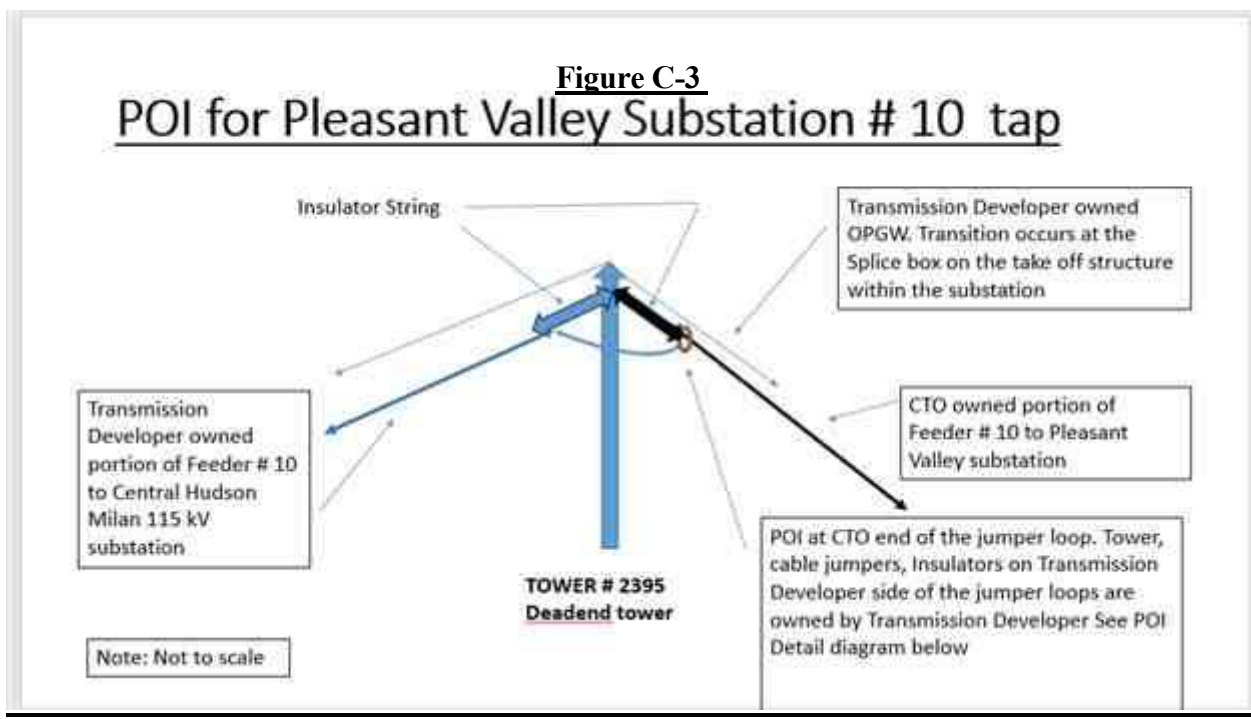 Figure C-3
POI for Pleasant Valley Substation # 10 tap
Insulator String
Transmission Developer owned
OPGW. Transition occurs at the
Splice box on the take off structure
within the substation
Transmission
Developer owned
portion of Feeder # 10
to Central Hudson
Milan 115 kV
substation
CTO owned portion of
Feeder # 10 to Pleasant
Valley substation
POI at CTO end of the jumper loop. Tower,
cable jumpers, Insulators on Transmission
Developer side of the jumper loops are
owned by Transmission Developer See POI
Detail diagram below
TOWER # 2395
Deadend tower
Note: Not to scale